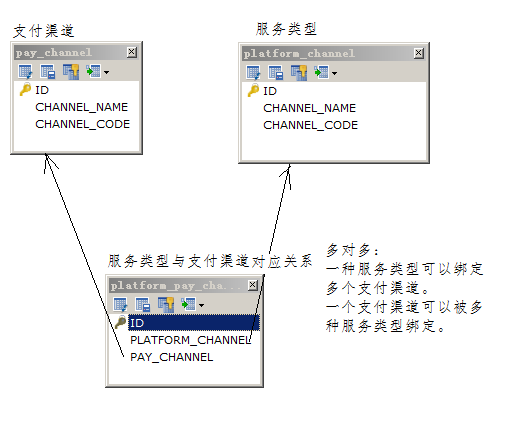 支付渠道
服务类型
pay_channel
ID
CHANNEL_NAME
CHANNEL_CODE
platform_channel
ID
CHANNEL_NAME
CHANNEL_CODE
服务类型与支付渠道对应关系
platform_pay_cha...
ID
PLATFORM_CHANNEL
PAY_CHANNEL
多对多:
一种服务类型可以绑定
多个支付渠道。
一个支付渠道可以被多
种服务类型绑定。